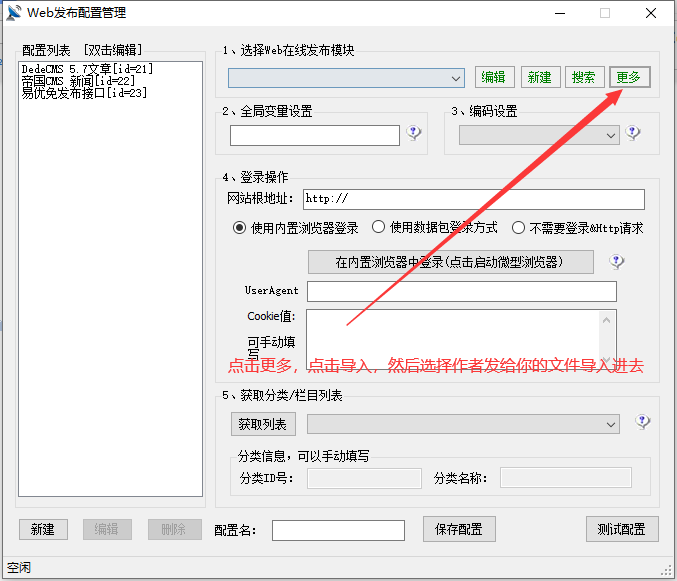 Web发布配置管理
配置列表 [双击编辑]
DedeCMS 5.7文章[id=21]
帝国CMS 新闻[id=22]
易优免发布接口[id=23]
1、选择Web在线发布模块
编辑 新建 搜索 更多
2、全局变量设置
3、编码设置
4、登录操作
网站根地址: http://
使用内置浏览器登录 使用数据包登录方式 不需要登录&Http请求
在内置浏览器中登录(点击启动微型浏览器)
UserAgent
Cookie值:
可手动填
写
点击更多，点击导入，然后选择作者发给你的文件导入进去
5、获取分类/栏目列表
获取列表
分类信息，可以手动填写
分类ID号: 分类名称:
新建 编辑 删除 配置名: 保存配置 测试配置
空闲